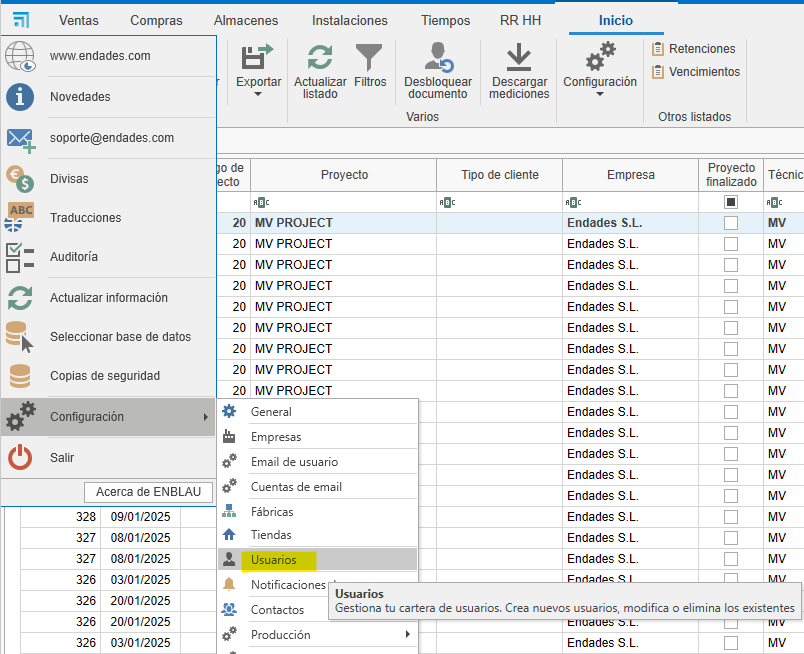 Ventas Compras Almacenes Instalaciones Tiempos RR HH Inicio
www.endades.com
Novedades
soporte@endades.com
Divisas
ABC
Traducciones
Auditoría
Actualizar información
Seleccionar base de datos
Copias de seguridad
Configuración
Salir
Acerca de ENBLAU
Exportar
Actualizar listado
Filtros
Desbloquear documento
Descargar mediciones
Varios
Configuración
Retenciones
Vencimientos
Otros listados
Proyecto Tipo de cliente Empresa Proyecto finalizado
20 MV PROJECT Endades S.L. MV
20 MV PROJECT Endades S.L. MV
20 MV PROJECT Endades S.L. MV
20 MV PROJECT Endades S.L. MV
20 MV PROJECT Endades S.L. MV
20 MV PROJECT Endades S.L. MV
20 MV PROJECT Endades S.L. MV
20 MV PROJECT Endades S.L. MV
20 MV PROJECT Endades S.L. MV
Endades S.L. MV
Endades S.L. MV
Endades S.L. MV
Endades S.L. MV
Endades S.L. MV
328 09/01/2025 Endades S.L. MV
327 08/01/2025 Endades S.L. MV
327 08/01/2025 Endades S.L. MV
326 03/01/2025 Endades S.L. MV
326 20/01/2025
326 20/01/2025 Endades S.L. MV
326 03/01/2025 Endades S.L. MV
General
Empresas
Email de usuario
Cuentas de email
Fábricas
Tiendas
Usuarios
Notificaciones
Contactos
Producción
Usuarios
Gestiona tu cartera de usuarios. Crea nuevos usuarios, modifica o elimina los existentes